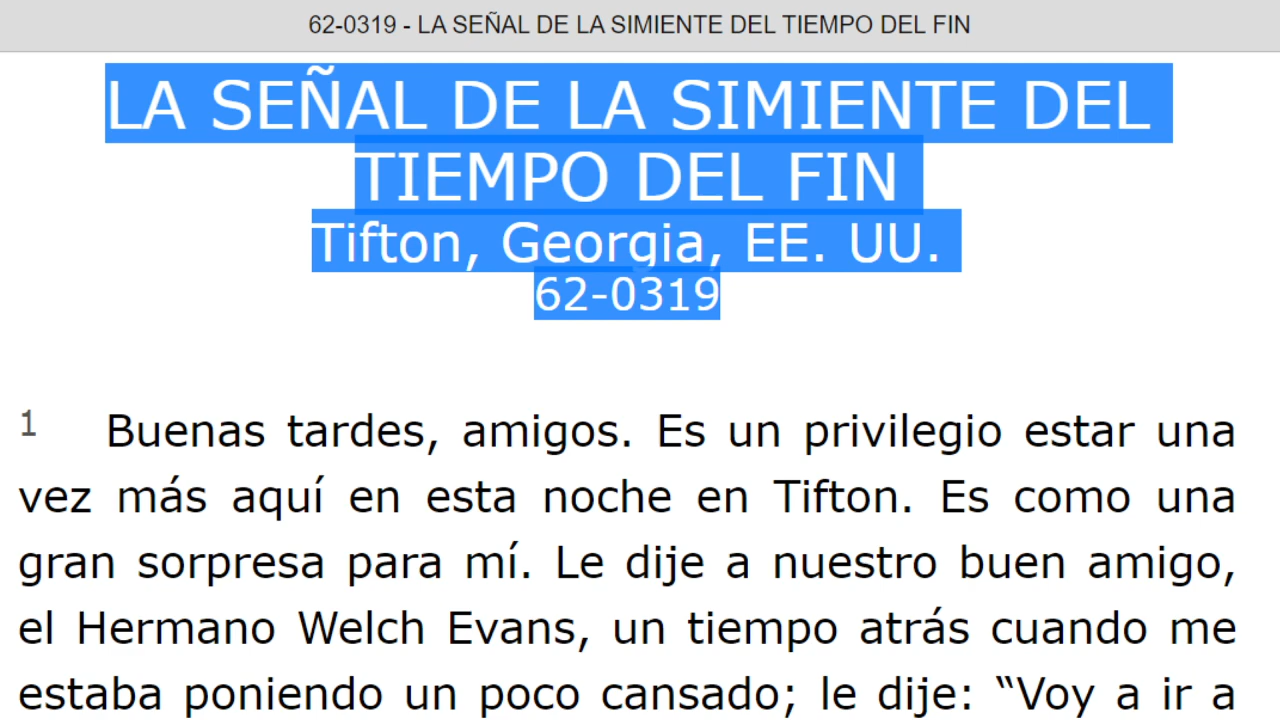 62-0319 - LA SEÑAL DE LA SIMIENTE DEL TIEMPO DEL FIN
LA SEÑAL DE LA SIMIENTE DEL
TIEMPO DEL FIN
Tifton, Georgia, EE. UU.
62-0319
1 Buenas tardes, amigos. Es un privilegio estar una
vez más aquí en esta noche en Tifton. Es como una
gran sorpresa para mí. Le dije a nuestro buen amigo,
el Hermano Welch Evans, un tiempo atrás cuando me
estaba poniendo un poco cansado; le dije: “Voy a ir a